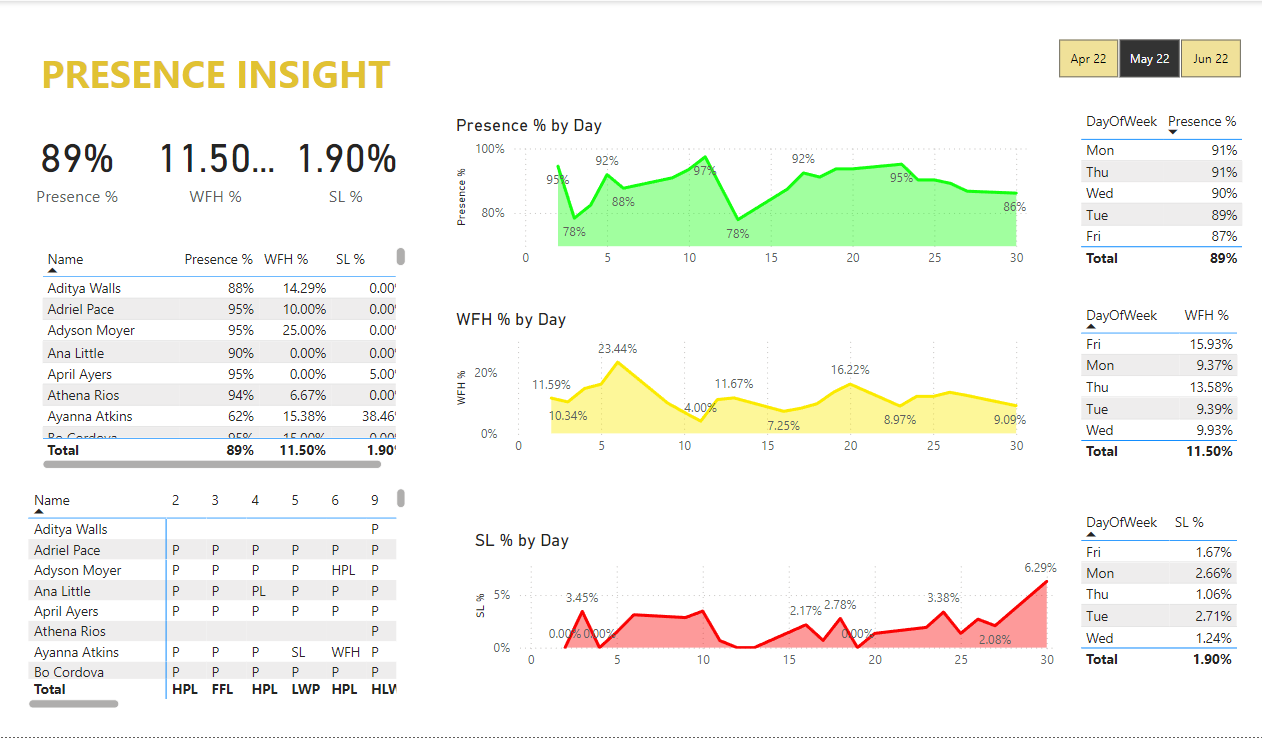 PRESENCE INSIGHT
Apr 22 May 22 Jun 22
89% 11.50... 1.90%
Presence % WFH % SL %
Name Presence % WFH % SL %
Aditya Walls 88% 14.29% 0.00%
Adriel Pace 95% 10.00% 0.00%
Adyson Moyer 95% 25.00% 0.00%
Ana Little 90% 0.00% 0.00%
April Ayers 95% 0.00% 5.00%
Athena Rios 94% 6.67% 0.00%
Ayanna Atkins 62% 15.38% 38.46
Bo Cordova 95% 15.00% 0.00%
Total 89% 11.50% 1.90
Name 2 3 4 5 6 9
Aditya Walls P
Adriel Pace P P P P P P
Adyson Moyer P P P P HPL P
Ana Little P P PL P P P
April Ayers P P P P P P
Athena Rios P
Ayanna Atkins P P P SL WFH P
Bo Cordova P P P P P P
Total HPL FFL HPL LWP HPL HLW
Presence % by Day
Presence %
100%
80%
95% 78% 92% 88% 97% 78% 92% 95% 86%
0 5 10 15 20 25 30
WFH % by Day
WFH %
20%
0%
11.59% 10.34% 23.44% 4.00% 11.67% 7.25% 16.22% 8.97% 9.09%
0 5 10 15 20 25 30
SL % by Day
SL %
5%
0%
0.00% 3.45% 0.00% 2.17% 2.78% 0.00% 3.38% 2.08% 6.29%
0 5 10 15 20 25 30
DayOfWeek Presence %
Mon 91%
Thu 91%
Wed 90%
Tue 89%
Fri 87%
Total 89%
DayOfWeek WFH %
Fri 15.93%
Mon 9.37%
Thu 13.58%
Tue 9.39%
Wed 9.93%
Total 11.50%
DayOfWeek SL %
Fri 1.67%
Mon 2.66%
Thu 1.06%
Tue 2.71%
Wed 1.24%
Total 1.90%